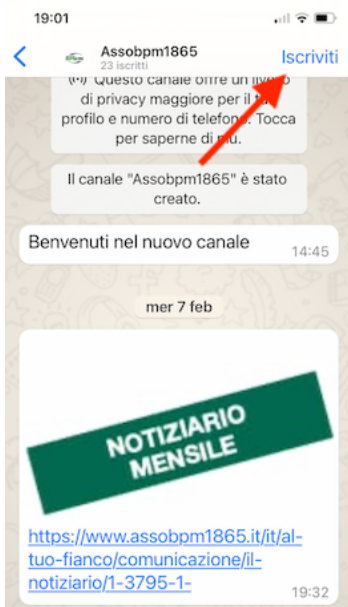 19:01
Assobpm1865
23 iscritti
Iscriviti
Questo canale offre un livello
di privacy maggiore per il tuo
profilo e numero di telefono. Tocca
per saperne di più.
Il canale "Assobpm1865" è stato
creato.
Benvenuti nel nuovo canale
14:45
mer 7 feb
NOTIZIARIO
MENSILE
https://www.assobpm1865.it/it/al-
tuo-fianco/comunicazione/il-
notiziario/1-3795-1-
19:32